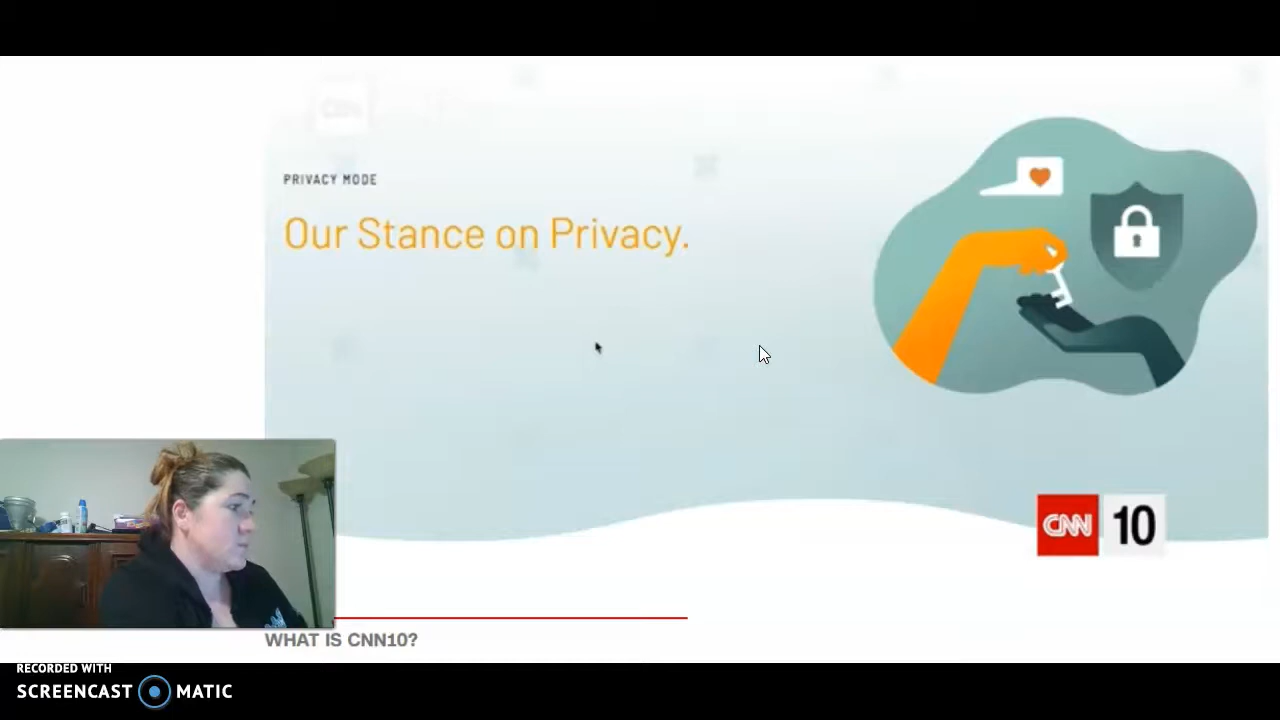 PRIVACY MODE
Our Stance on Privacy.
CNN 10
WHAT IS CNN10?
RECORDED WITH
SCREENCAST MATIC